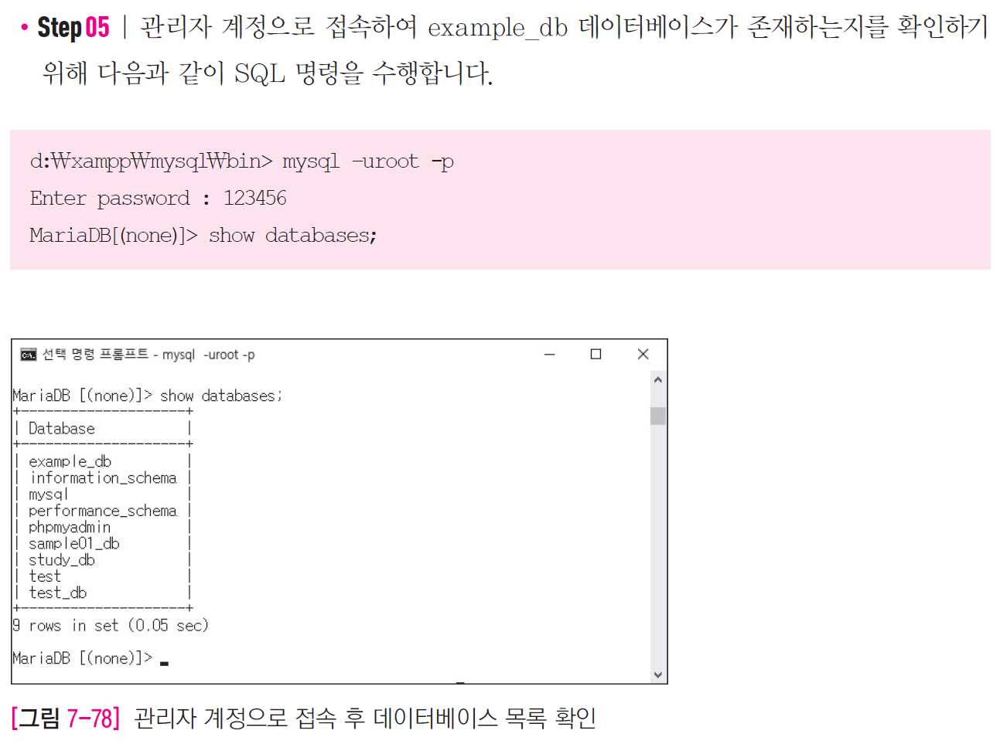 • Step 05 | 관리자 계정으로 접속하여 example_db 데이터베이스가 존재하는지를 확인하기
위해 다음과 같이 SQL 명령을 수행합니다.
d:₩xampp₩mysql₩bin> mysql -uroot -p
Enter password : 123456
MariaDB[(none)]> show databases;
선택 명령 프롬프트 - mysql  -uroot -p
MariaDB [(none)]> show databases;
+--------------------+
| Database           |
+--------------------+
| example_db         |
| information_schema |
| mysql              |
| performance_schema |
| phpmyadmin         |
| sample01_db        |
| study_db           |
| test               |
| test_db            |
+--------------------+
9 rows in set (0.05 sec)
MariaDB [(none)]>
[그림 7-78] 관리자 계정으로 접속 후 데이터베이스 목록 확인